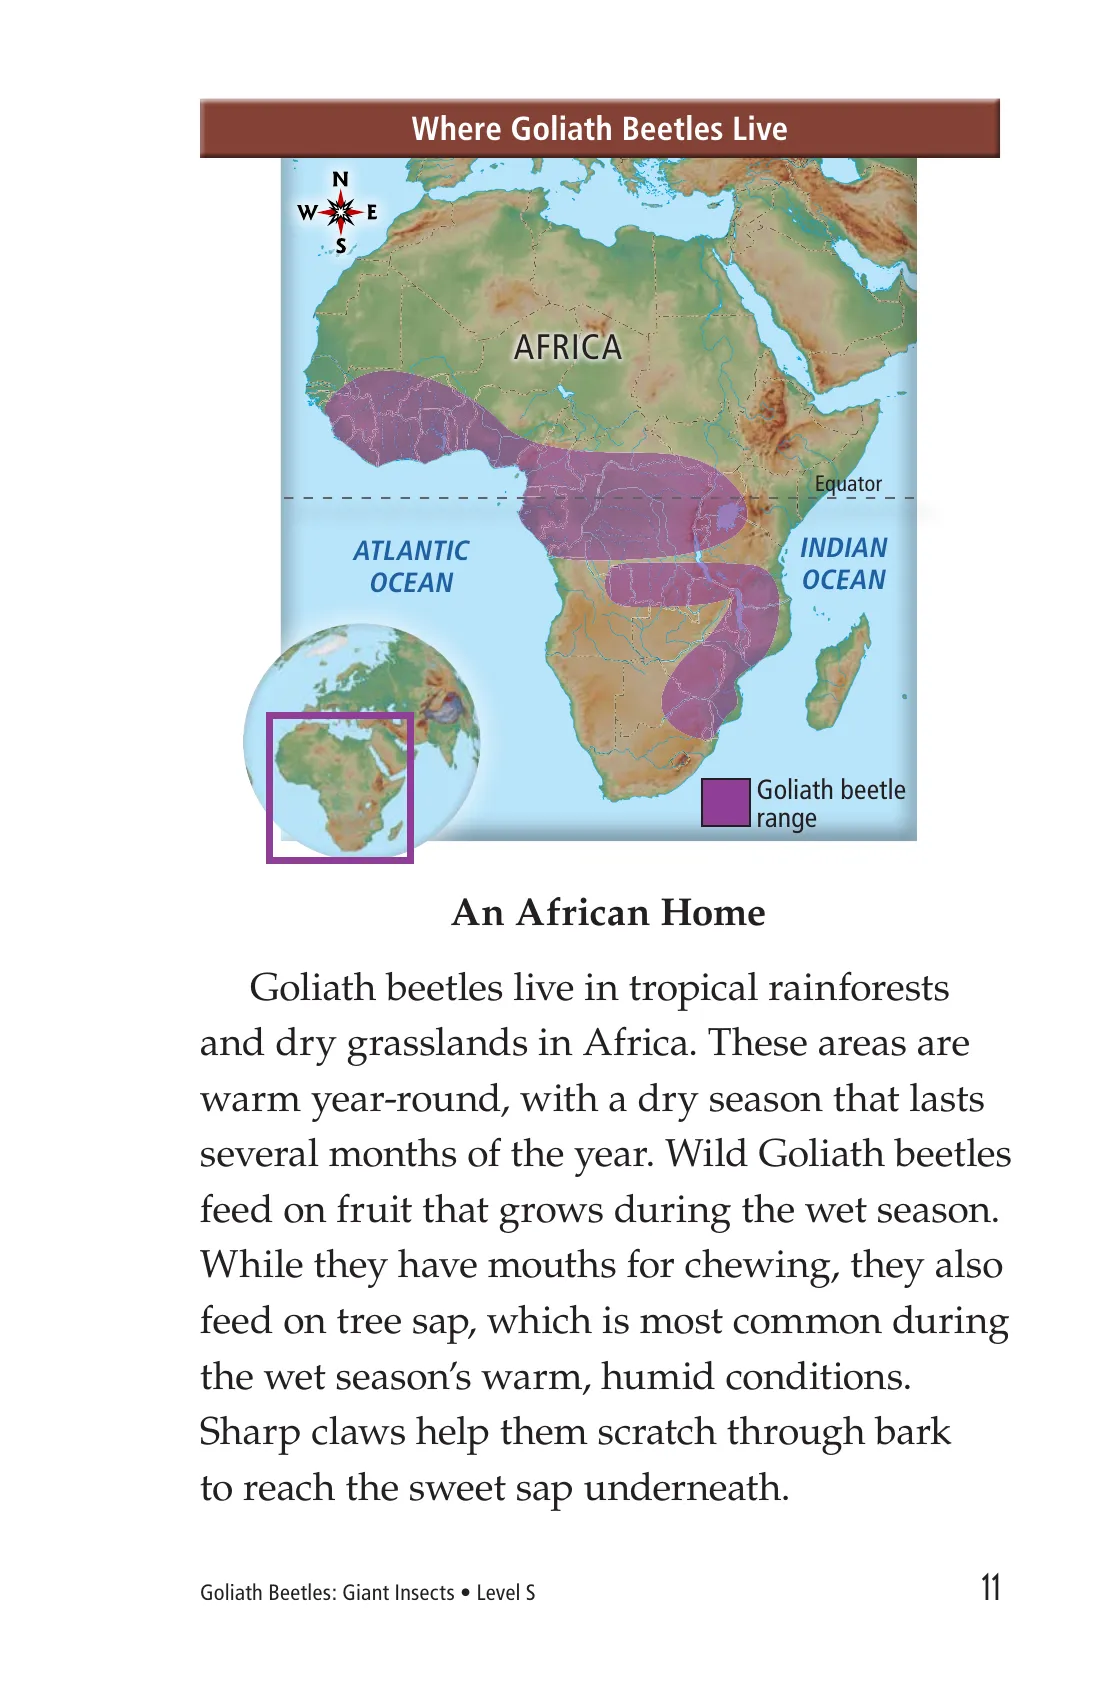 Where Goliath Beetles Live
N
W E
S
AFRICA
Equator
ATLANTIC
OCEAN
INDIAN
OCEAN
Goliath beetle
range
An African Home
Goliath beetles live in tropical rainforests
and dry grasslands in Africa. These areas are
warm year-round, with a dry season that lasts
several months of the year. Wild Goliath beetles
feed on fruit that grows during the wet season.
While they have mouths for chewing, they also
feed on tree sap, which is most common during
the wet season’s warm, humid conditions.
Sharp claws help them scratch through bark
to reach the sweet sap underneath.
Goliath Beetles: Giant Insects • Level S
11